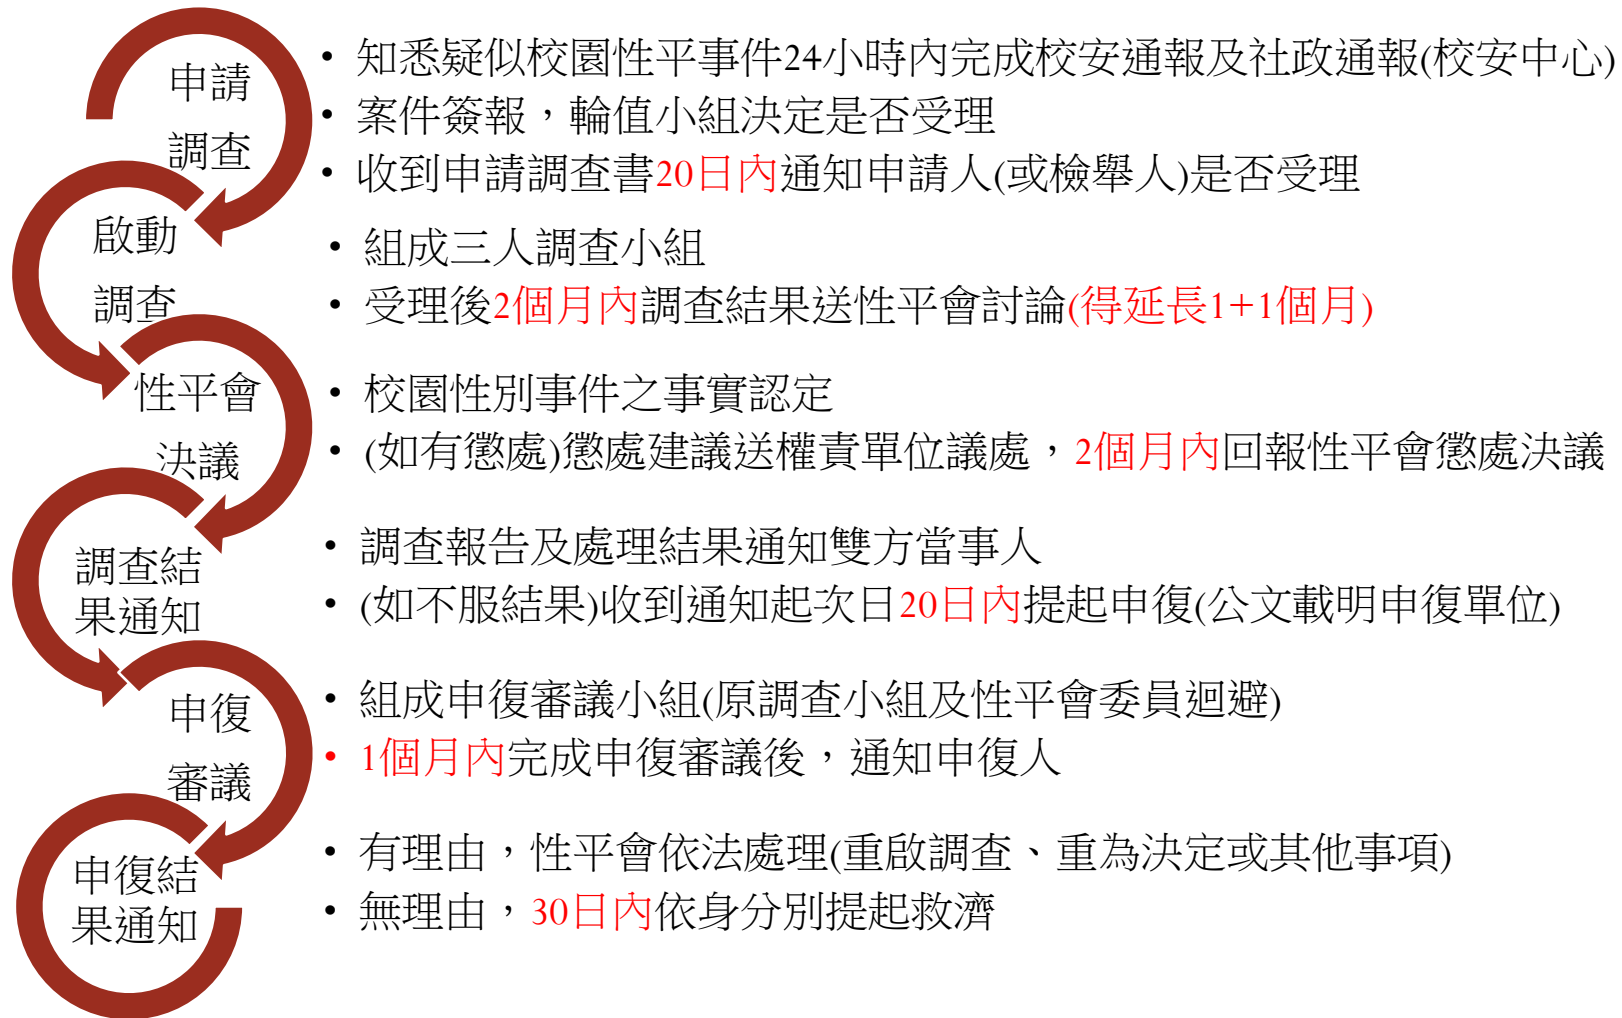 申請
調查
• 知悉疑似校園性平事件24小時內完成校安通報及社政通報(校安中心)
• 案件簽報，輪值小組決定是否受理
• 收到申請調查書20日內通知申請人(或檢舉人)是否受理
啟動
調查
• 組成三人調查小組
• 受理後2個月內調查結果送性平會討論(得延長1+1個月)
性平會
決議
• 校園性別事件之事實認定
• (如有懲處)懲處建議送權責單位議處，2個月內回報性平會懲處決議
調查結
果通知
• 調查報告及處理結果通知雙方當事人
• (如不服結果)收到通知起次日20日內提起申復(公文載明申復單位)
申復
審議
• 組成申復審議小組(原調查小組及性平會委員迴避)
• 1個月內完成申復審議後，通知申復人
申復結
果通知
• 有理由，性平會依法處理(重啟調查、重為決定或其他事項)
• 無理由，30日內依身分別提起救濟